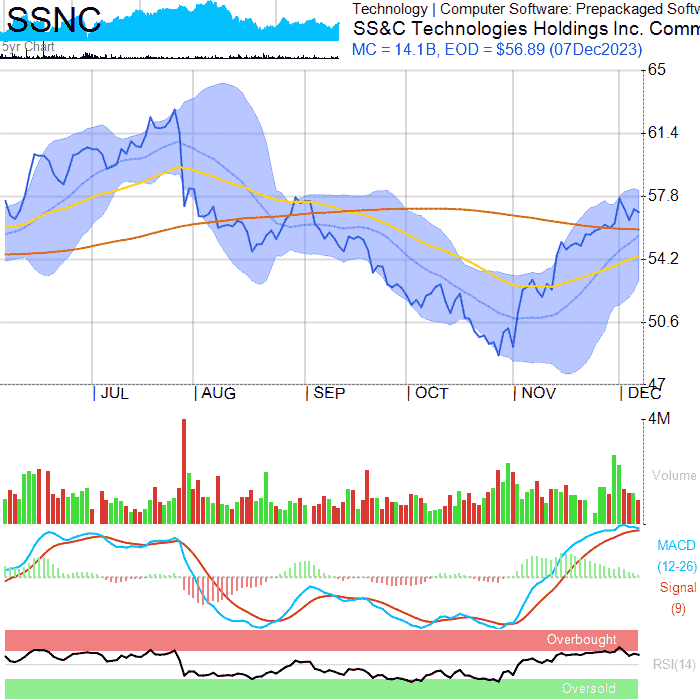 SSNC
5yr Chart
Technology | Computer Software: Prepackaged Softw
SS&C Technologies Holdings Inc. Comm
MC = 14.1B, EOD = $56.89 (07Dec2023)
65
61.4
57.8
54.2
50.6
47
JUL AUG SEP OCT NOV DEC
4M
Volume
MACD
(12-26)
Signal
(9)
Overbought
RSI(14)
Oversold